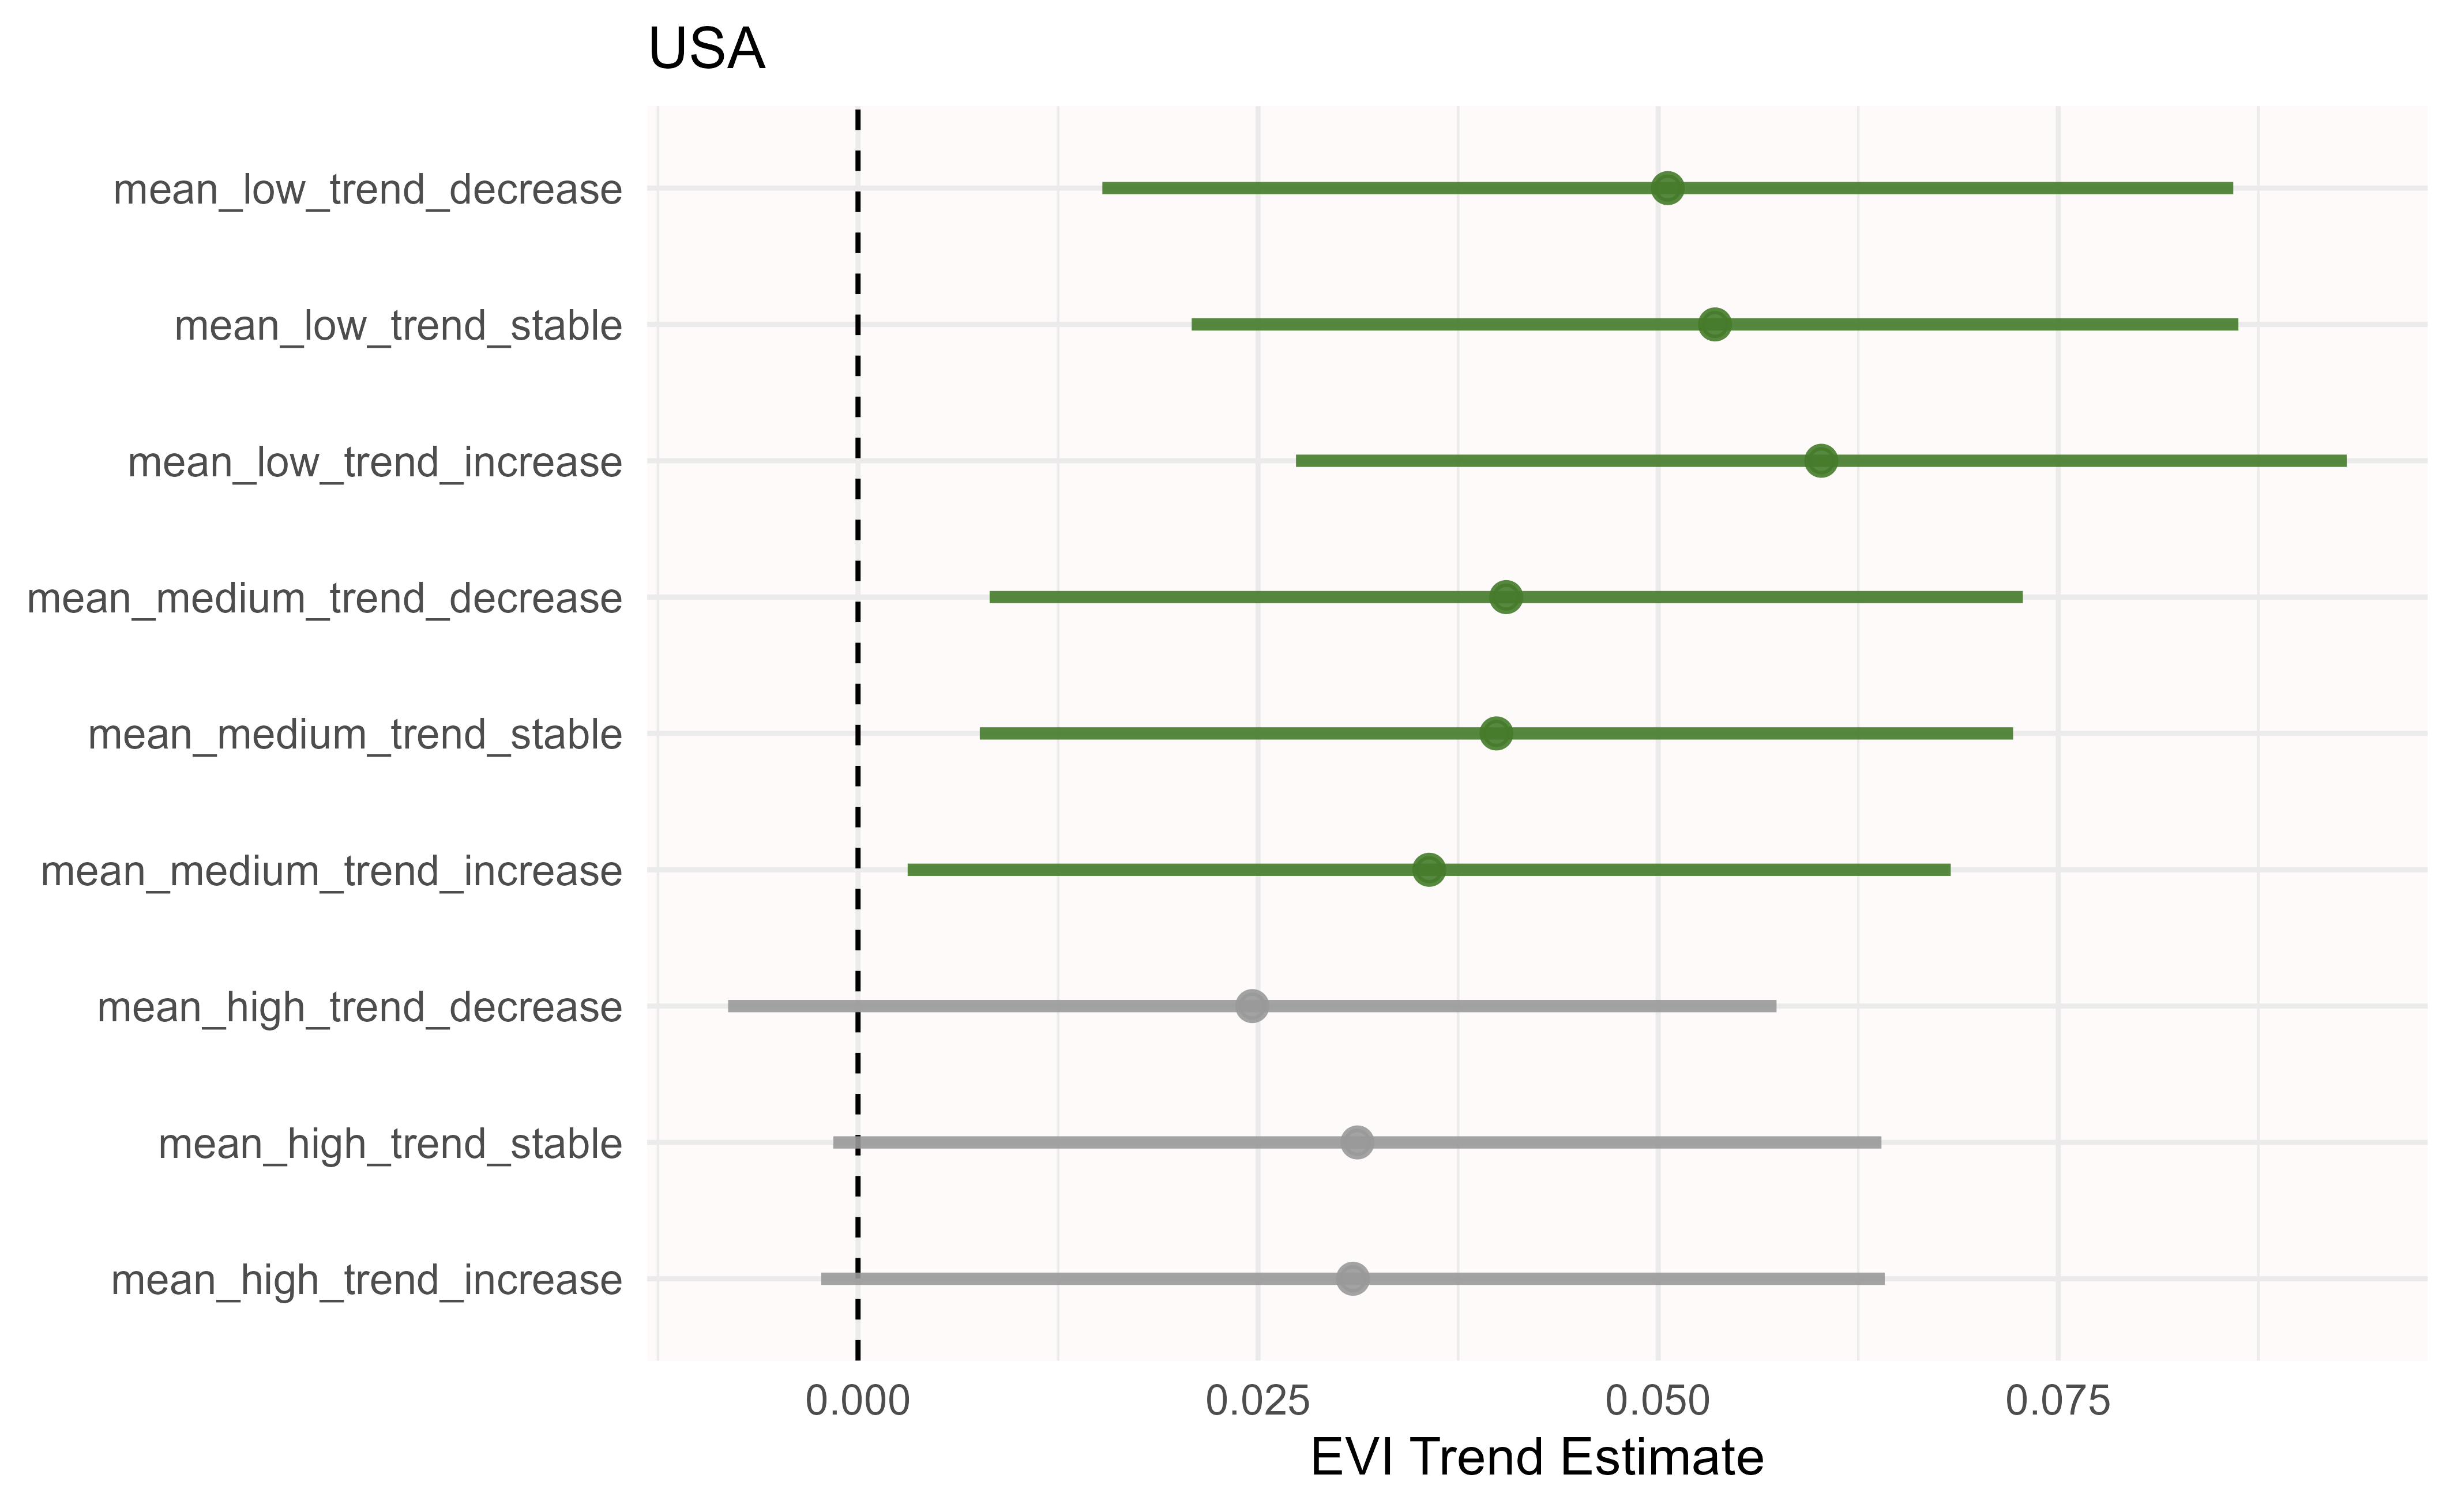 USA
mean_low_trend_decrease
mean_low_trend_stable
mean_low_trend_increase
mean_medium_trend_decrease
mean_medium_trend_stable
mean_medium_trend_increase
mean_high_trend_decrease
mean_high_trend_stable
mean_high_trend_increase
0.000 0.025 0.050 0.075
EVI Trend Estimate